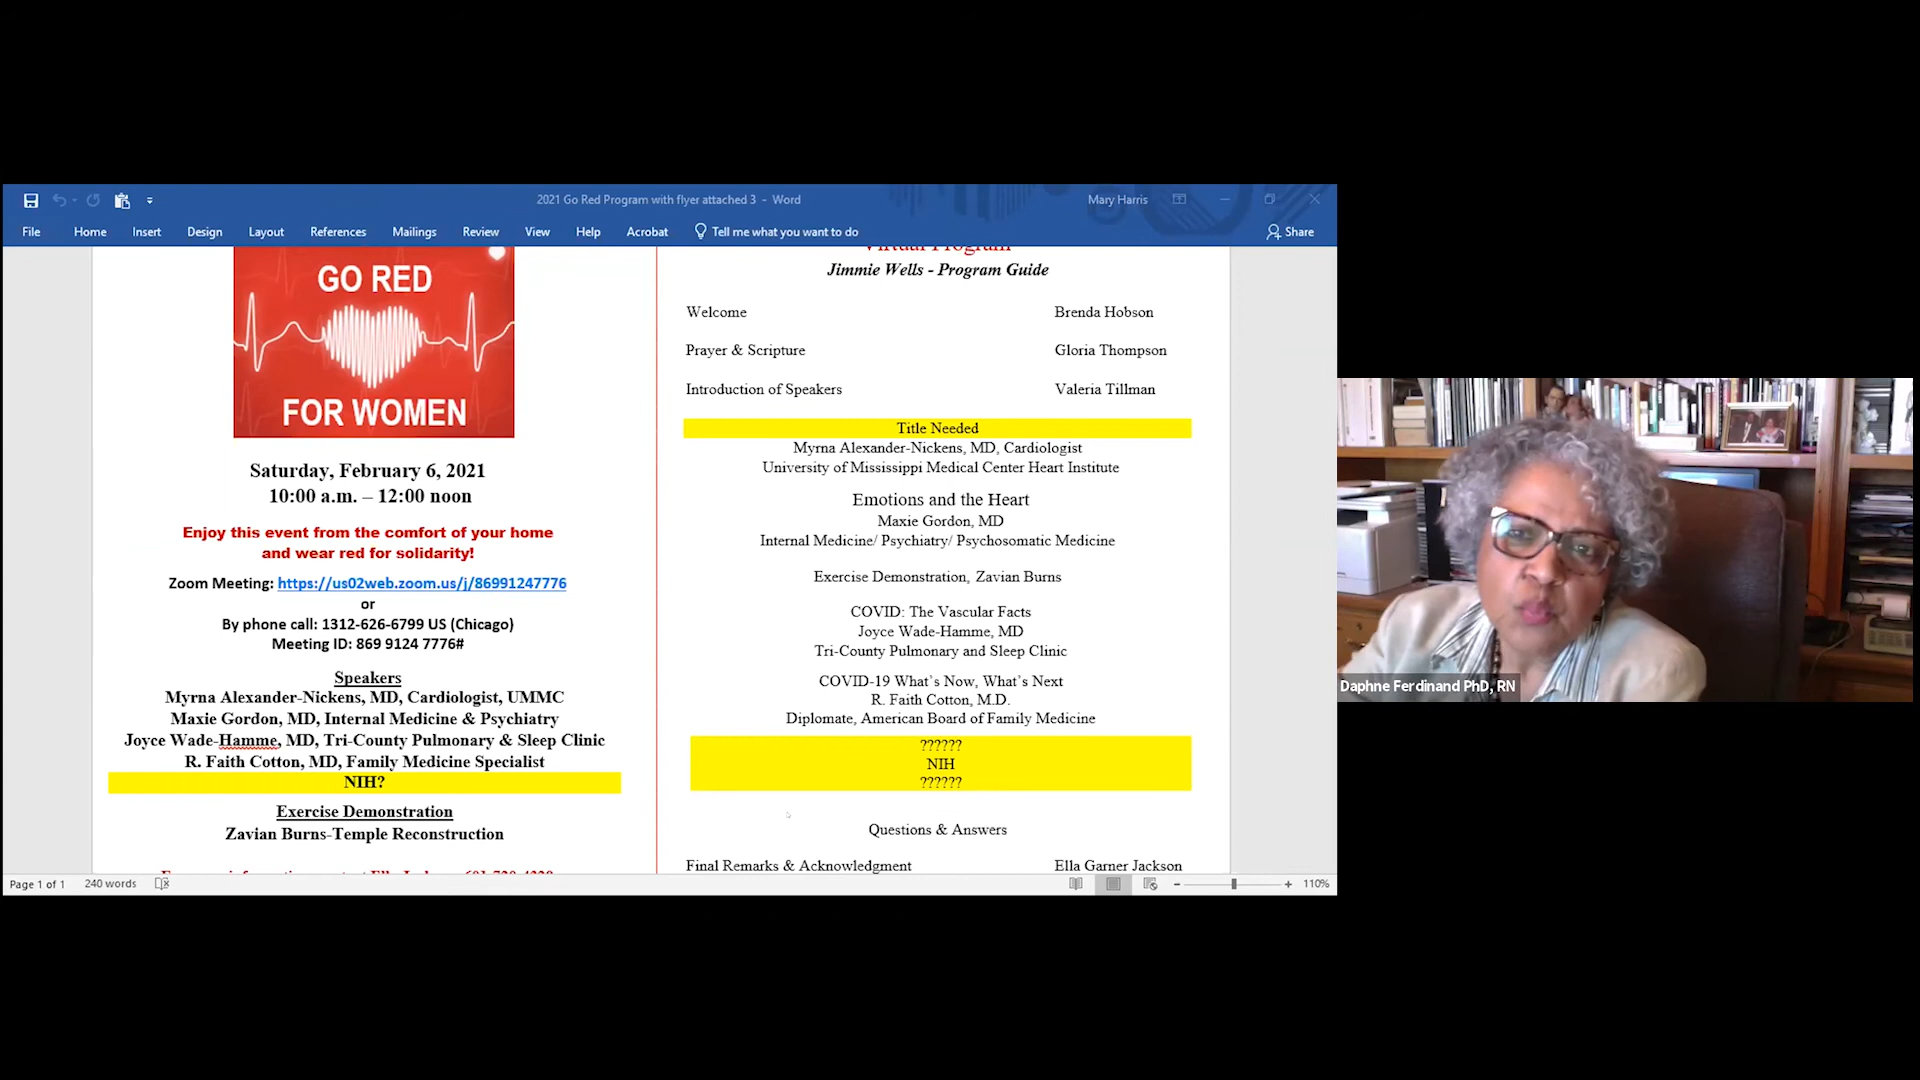 2021 Go Red Program with flyer attached 3 - Word
Mary Harris
File Home Insert Design Layout References Mailings Review View Help Acrobat Tell me what you want to do Share
GO RED
FOR WOMEN
Saturday, February 6, 2021
10:00 a.m. – 12:00 noon
Enjoy this event from the comfort of your home
and wear red for solidarity!
Zoom Meeting: https://us02web.zoom.us/j/86991247776
or
By phone call: 1312-626-6799 US (Chicago)
Meeting ID: 869 9124 7776#
Speakers
Myrna Alexander-Nickens, MD, Cardiologist, UMMC
Maxie Gordon, MD, Internal Medicine & Psychiatry
Joyce Wade-Hamme, MD, Tri-County Pulmonary & Sleep Clinic
R. Faith Cotton, MD, Family Medicine Specialist
NIH?
Exercise Demonstration
Zavian Burns-Temple Reconstruction
Virtual Program
Jimmie Wells - Program Guide
Welcome Brenda Hobson
Prayer & Scripture Gloria Thompson
Introduction of Speakers Valeria Tillman
Title Needed
Myrna Alexander-Nickens, MD, Cardiologist
University of Mississippi Medical Center Heart Institute
Emotions and the Heart
Maxie Gordon, MD
Internal Medicine/ Psychiatry/ Psychosomatic Medicine
Exercise Demonstration, Zavian Burns
COVID: The Vascular Facts
Joyce Wade-Hamme, MD
Tri-County Pulmonary and Sleep Clinic
COVID-19 What's Now, What's Next
R. Faith Cotton, M.D.
Diplomate, American Board of Family Medicine
??????
NIH
??????
Questions & Answers
Final Remarks & Acknowledgment Ella Garner Jackson
Page 1 of 1 240 words
110%
Daphne Ferdinand PhD, RN